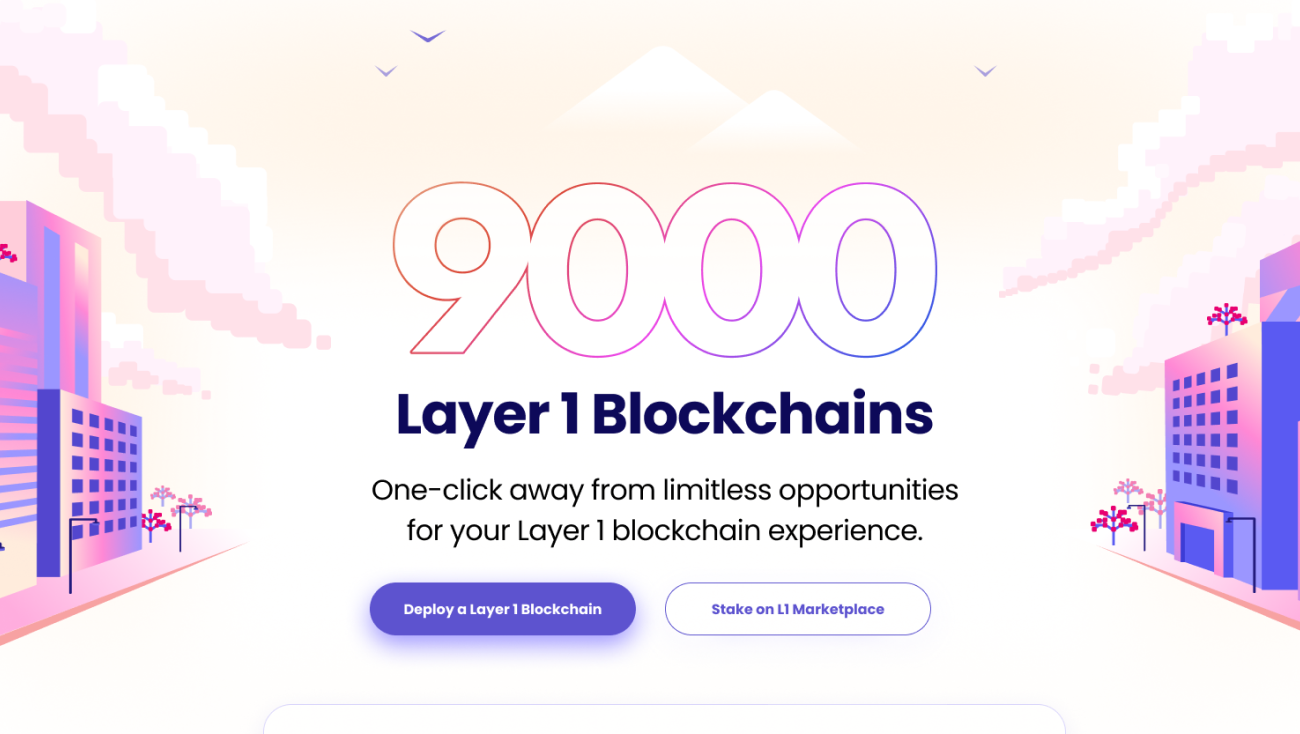 9000
Layer 1 Blockchains
One-click away from limitless opportunities
for your Layer 1 blockchain experience.
Deploy a Layer 1 Blockchain
Stake on L1 Marketplace